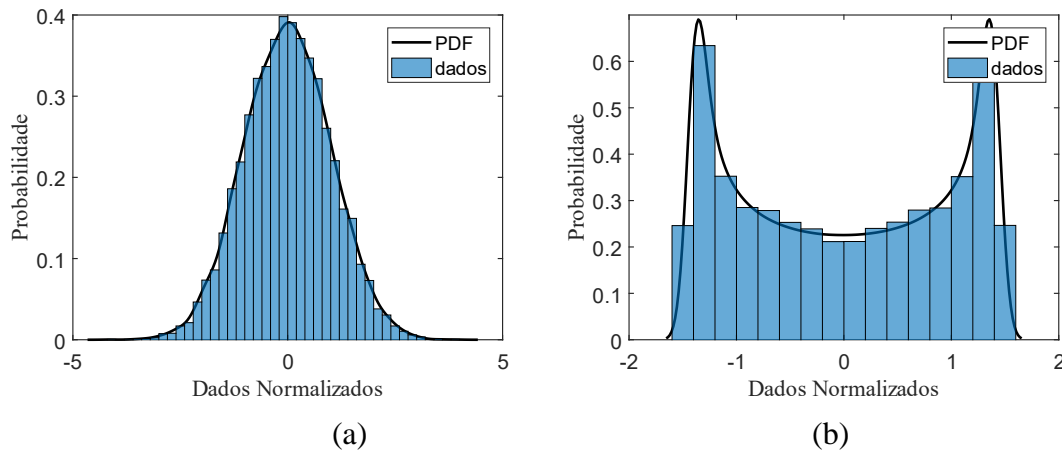 0.4
0.3
0.2
0.1
0
Probabilidade
PDF
dados
-5
0
5
Dados Normalizados
(a)
0.6
0.5
0.4
0.3
0.2
0.1
0
Probabilidade
PDF
dados
-2
-1
0
1
2
Dados Normalizados
(b)